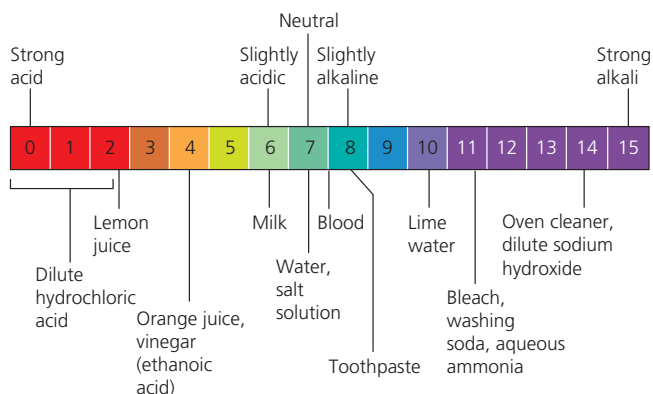 Neutral
Strong
acid
Slightly
acidic
Slightly
alkaline
Strong
alkali
0 1 2 3 4 5 6 7 8 9 10 11 12 13 14 15
Lemon
juice
Milk
Blood
Lime
water
Oven cleaner,
dilute sodium
hydroxide
Dilute
hydrochloric
acid
Water,
salt
solution
Bleach,
washing
soda, aqueous
ammonia
Orange juice,
vinegar
(ethanoic
acid)
Toothpaste